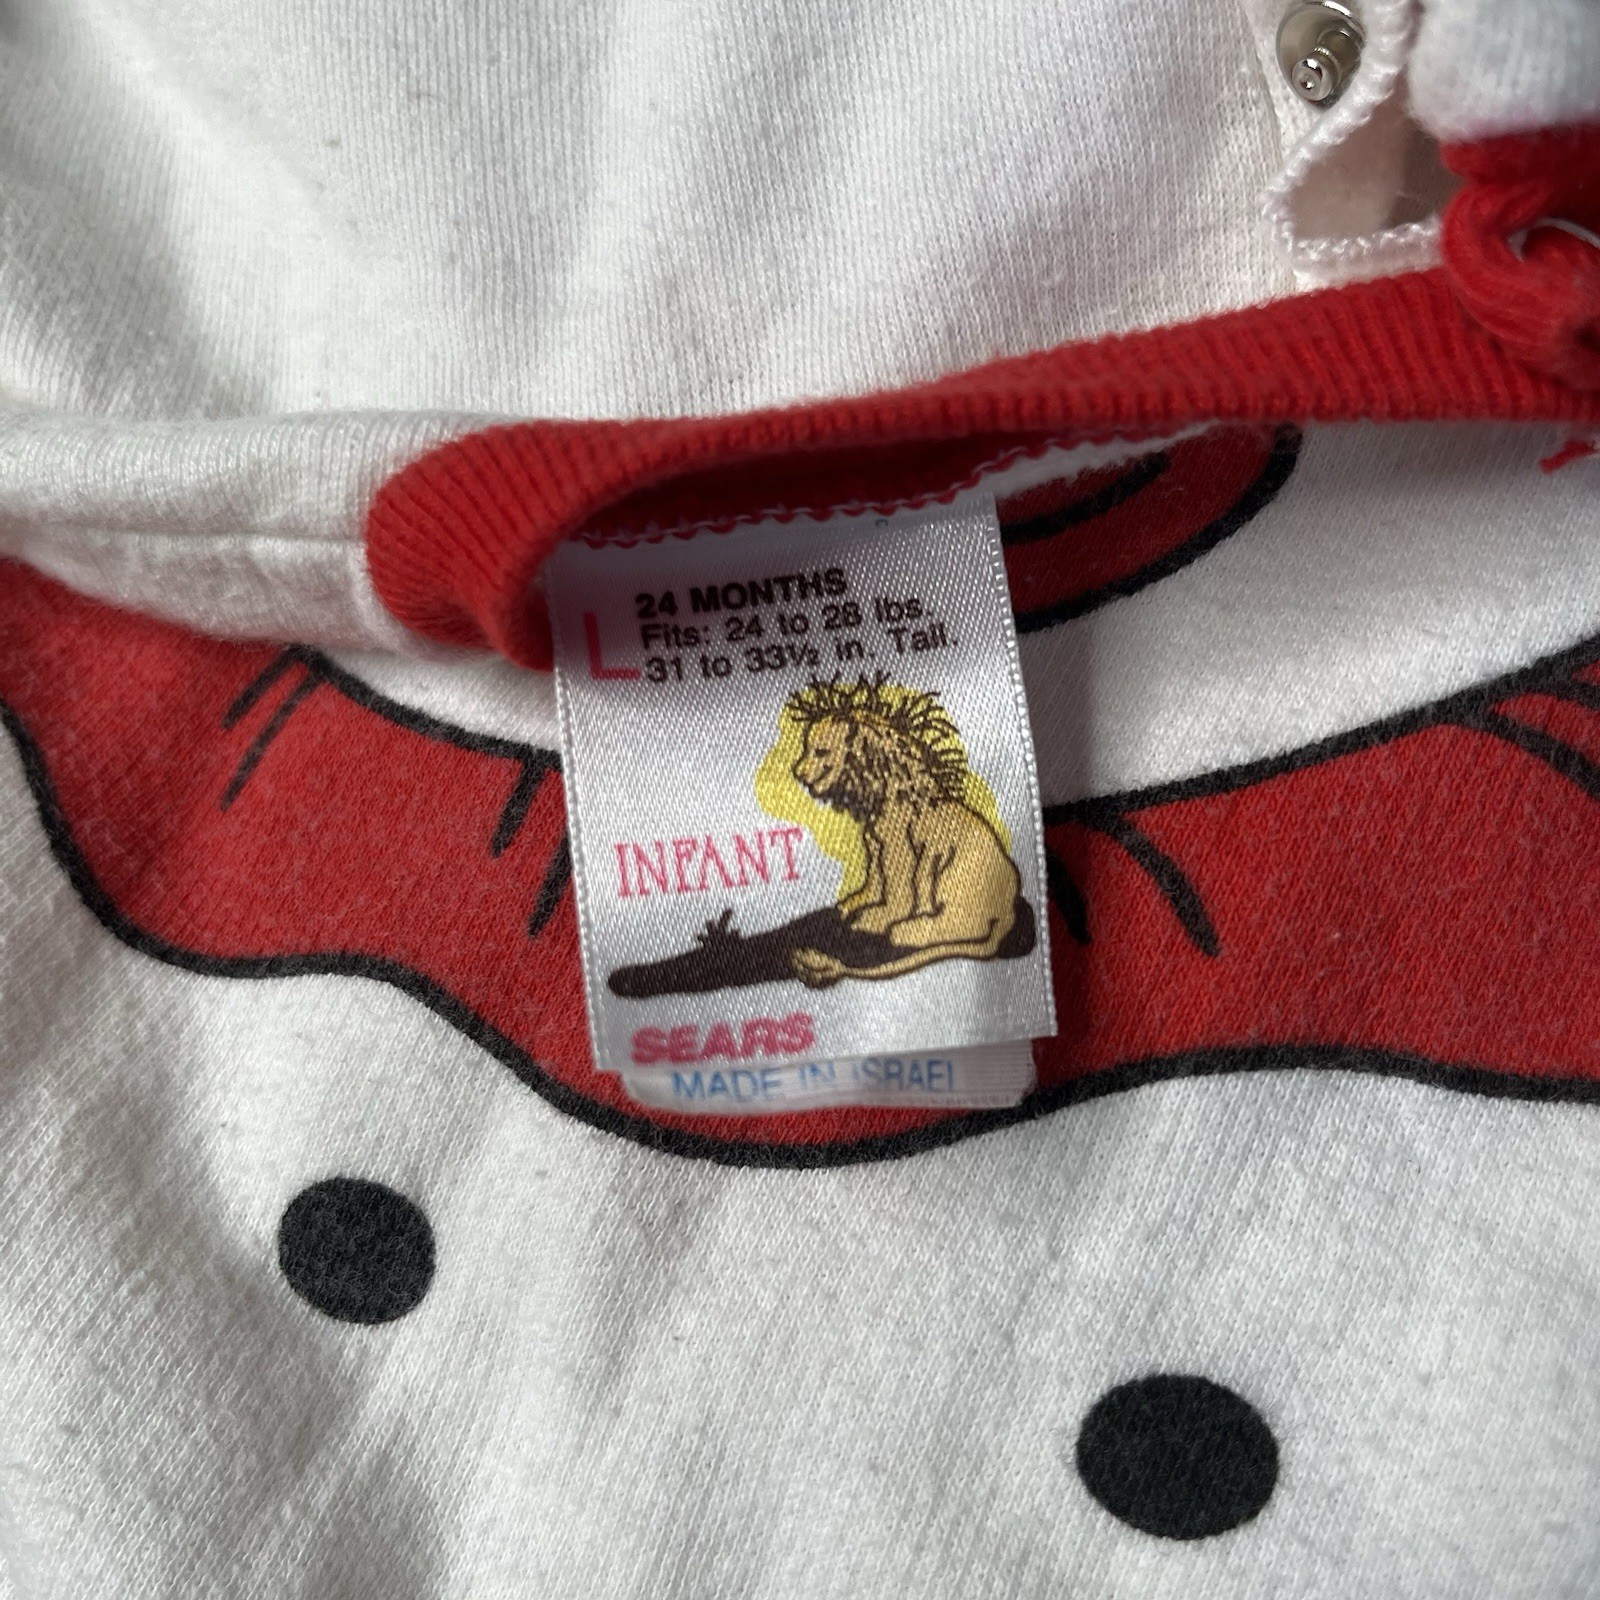 24 MONTHS
L Fits: 24 to 28 lbs.
31 to 33½ in. Tall.
INFANT
SEARS
MADE IN ISRAEL